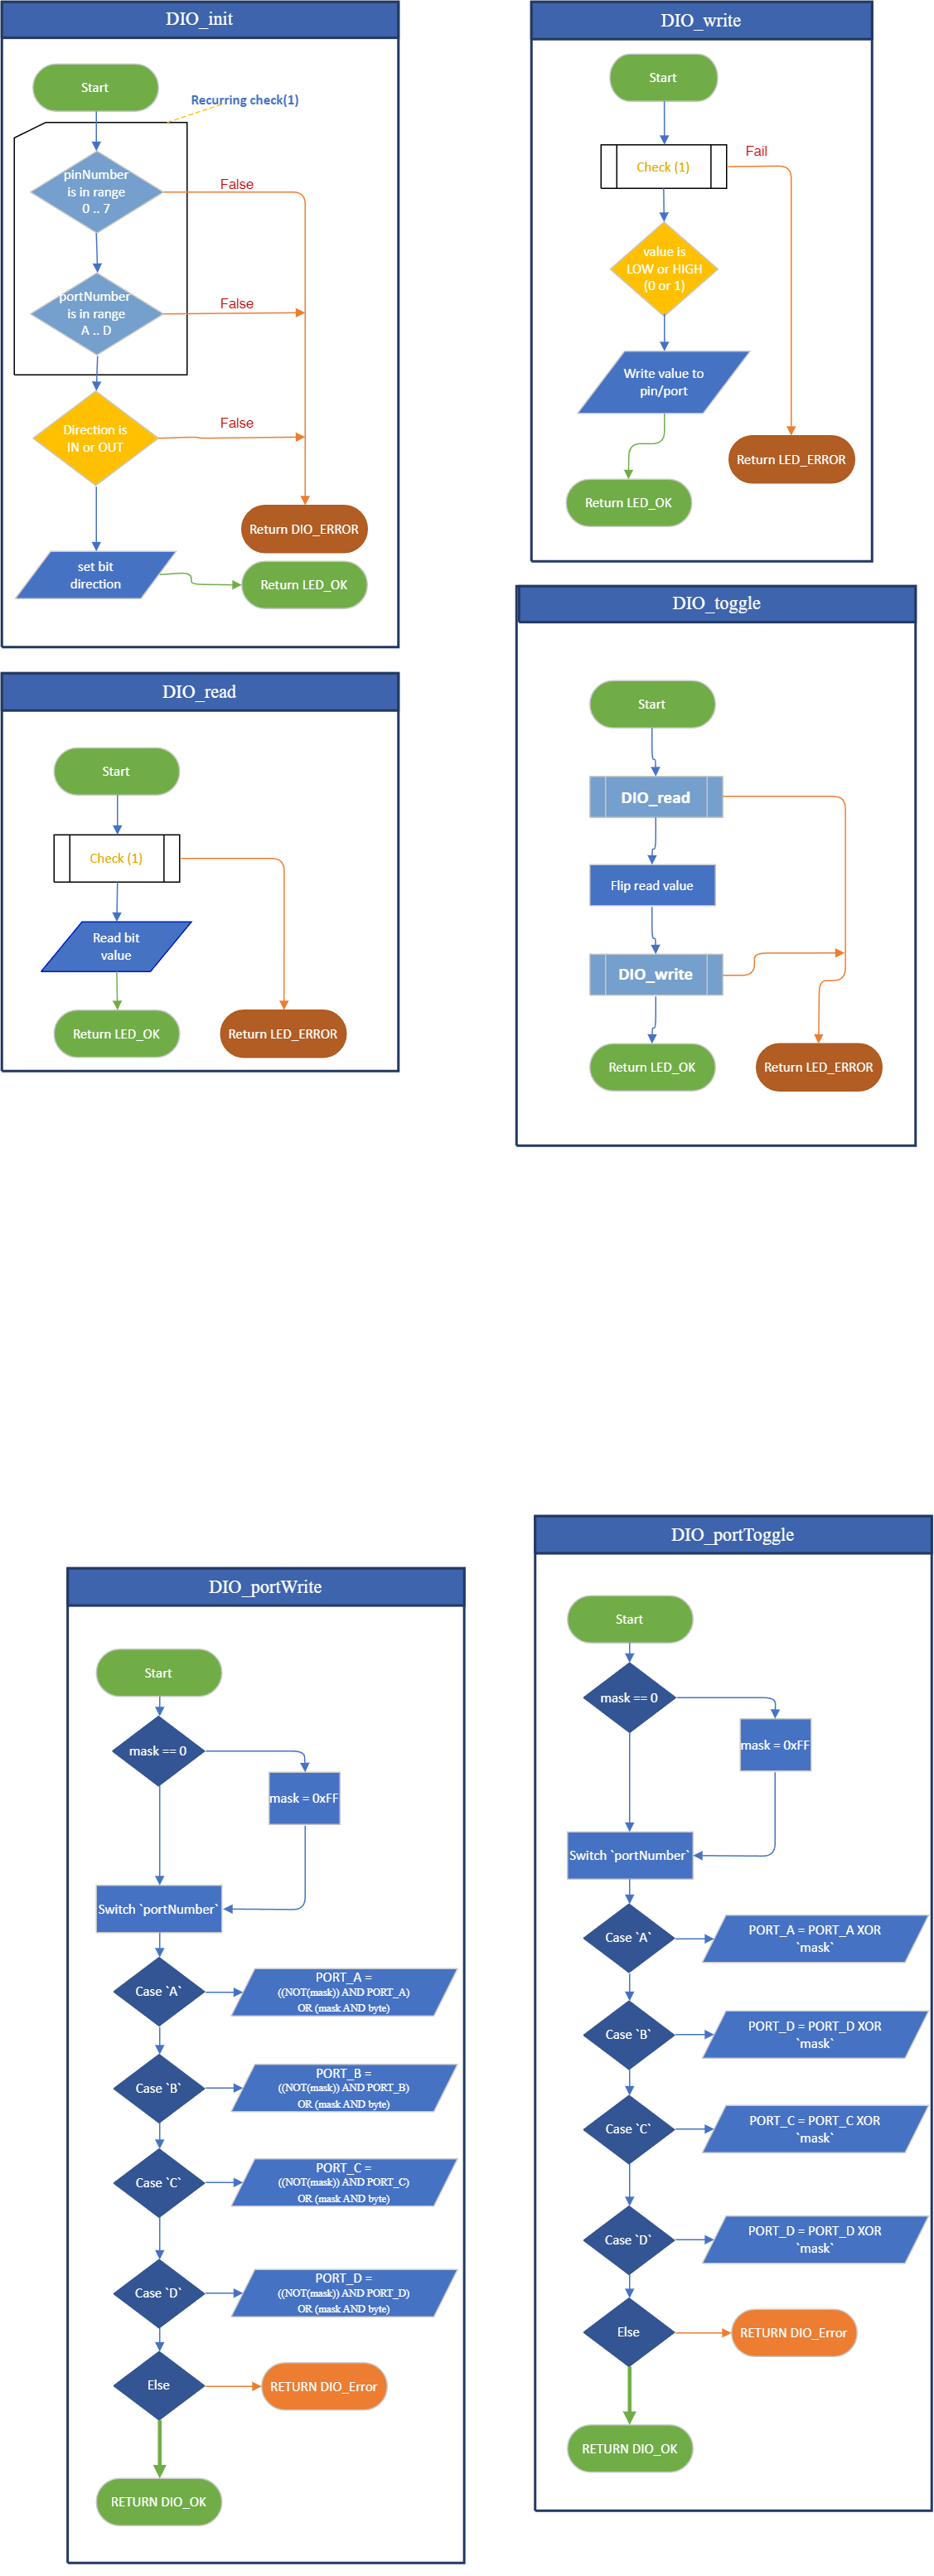 DIO_init
Start
Recurring check(1)
pinNumber
is in range
0 .. 7
False
portNumber
is in range
A .. D
False
Direction is
IN or OUT
False
Return DIO_ERROR
set bit
direction
Return LED_OK
DIO_write
Start
Check (1)
Fail
value is
LOW or HIGH
(0 or 1)
Write value to
pin/port
Return LED_ERROR
Return LED_OK
DIO_read
Start
Check (1)
Read bit
value
Return LED_OK
Return LED_ERROR
DIO_toggle
Start
DIO_read
Flip read value
DIO_write
Return LED_OK
Return LED_ERROR
DIO_portWrite
Start
mask == 0
mask = 0xFF
Switch `portNumber`
Case `A`
PORT_A =
((NOT(mask)) AND PORT_A)
OR (mask AND byte)
Case `B`
PORT_B =
((NOT(mask)) AND PORT_B)
OR (mask AND byte)
Case `C`
PORT_C =
((NOT(mask)) AND PORT_C)
OR (mask AND byte)
Case `D`
PORT_D =
((NOT(mask)) AND PORT_D)
OR (mask AND byte)
Else
RETURN DIO_Error
RETURN DIO_OK
DIO_portToggle
Start
mask == 0
mask = 0xFF
Switch `portNumber`
Case `A`
PORT_A = PORT_A XOR
`mask`
Case `B`
PORT_D = PORT_D XOR
`mask`
Case `C`
PORT_C = PORT_C XOR
`mask`
Case `D`
PORT_D = PORT_D XOR
`mask`
Else
RETURN DIO_Error
RETURN DIO_OK